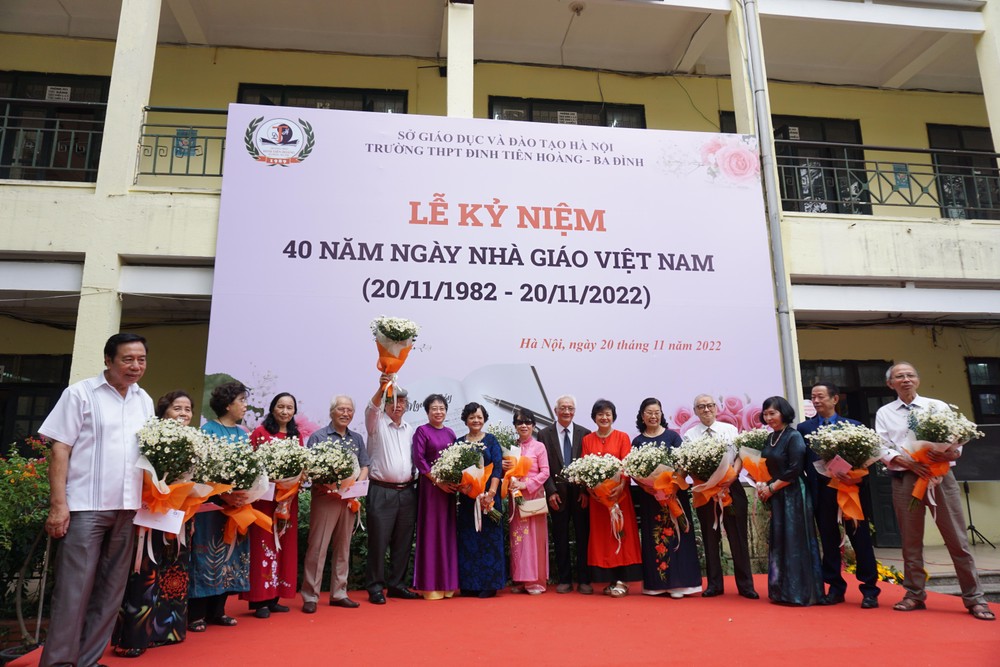 SỞ GIÁO DỤC VÀ ĐÀO TẠO HÀ NỘI
TRƯỜNG THPT ĐINH TIÊN HOÀNG - BA ĐÌNH
LỄ KỶ NIỆM
40 NĂM NGÀY NHÀ GIÁO VIỆT NAM
(20/11/1982 - 20/11/2022)
Hà Nội, ngày 20 tháng 11 năm 2022